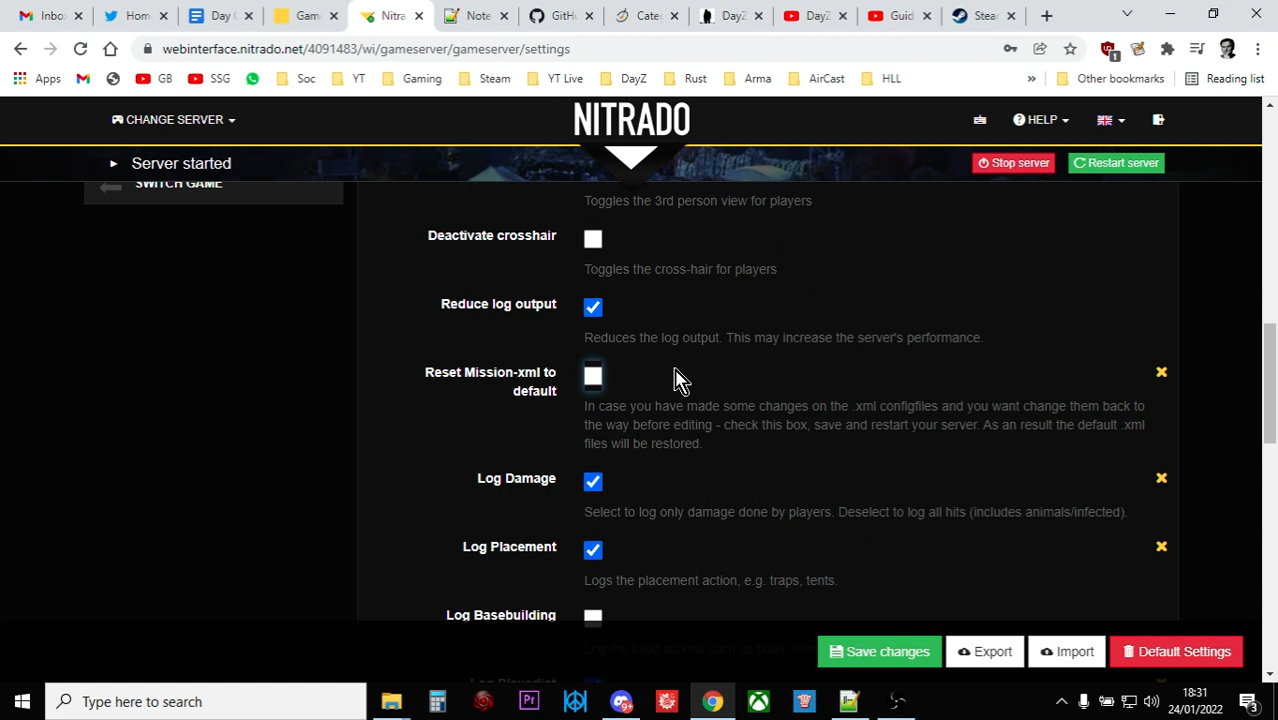 Inbo
Hom
Day (
Game
Nitra
Note
GitHu
Cate
DayZ
DayZ
Guid
Stear
webinterface.nitrado.net/4091483/wi/gameserver/gameserver/settings
1
Apps
GB
SSG
Soc
YT
Gaming
Steam
YT Live
DayZ
Rust
Arma
AirCast
HLL
»
Other bookmarks
Reading list
CHANGE SERVER
NITRADO
HELP
Server started
Stop server
Restart server
SWITCH GAME
Toggles the 3rd person view for players
Deactivate crosshair
Toggles the cross-hair for players
Reduce log output
Reduces the log output. This may increase the server's performance.
Reset Mission-xml to
default
In case you have made some changes on the .xml configfiles and you want change them back to
the way before editing - check this box, save and restart your server. As an result the default .xml
files will be restored.
Log Damage
Select to log only damage done by players. Deselect to log all hits (includes animals/infected).
Log Placement
Logs the placement action, e.g. traps, tents.
Log Basebuilding
Save changes
Export
Import
Default Settings
Type here to search
Pr
9+
18:31
24/01/2022
3